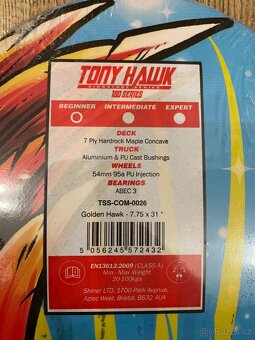 TONY HAWK
SIGNATURE SERIES
180 SERIES
BEGINNER INTERMEDIATE EXPERT
DECK
7 Ply Hardrock Maple Concave
TRUCK
Aluminium & PU Cast Bushings
WHEELS
54mm 95a PU Injection
BEARINGS
ABEC 3
TSS-COM-0026
Golden Hawk - 7.75 x 31 "
5 056245 572432
EN13613:2009 (CLASS A)
Min - Max Weight
20-100kgs
Shiner LTD, 1700 Park Avenue,
Aztec West, Bristol, BS32 4UA